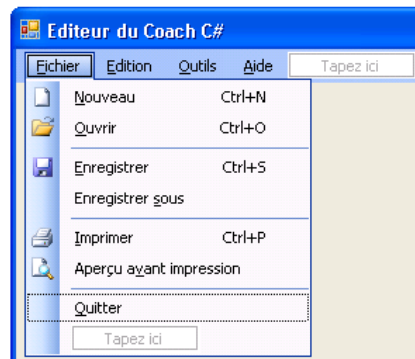 Editeur du Coach C#
Fichier Edition Outils Aide Tapez ici
Nouveau Ctrl+N
Ouvrir Ctrl+O
Enregistrer Ctrl+S
Enregistrer sous
Imprimer Ctrl+P
Aperçu avant impression
Quitter
Tapez ici